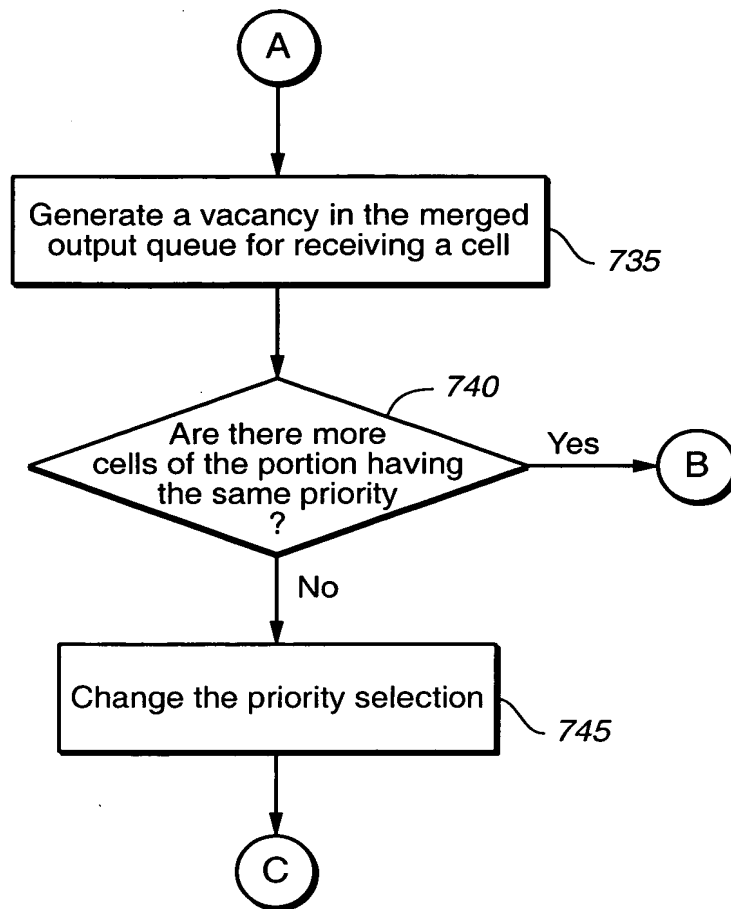 A
Generate a vacancy in the merged
output queue for receiving a cell
735
740
Are there more
cells of the portion having
the same priority
?
Yes
B
No
Change the priority selection
745
C